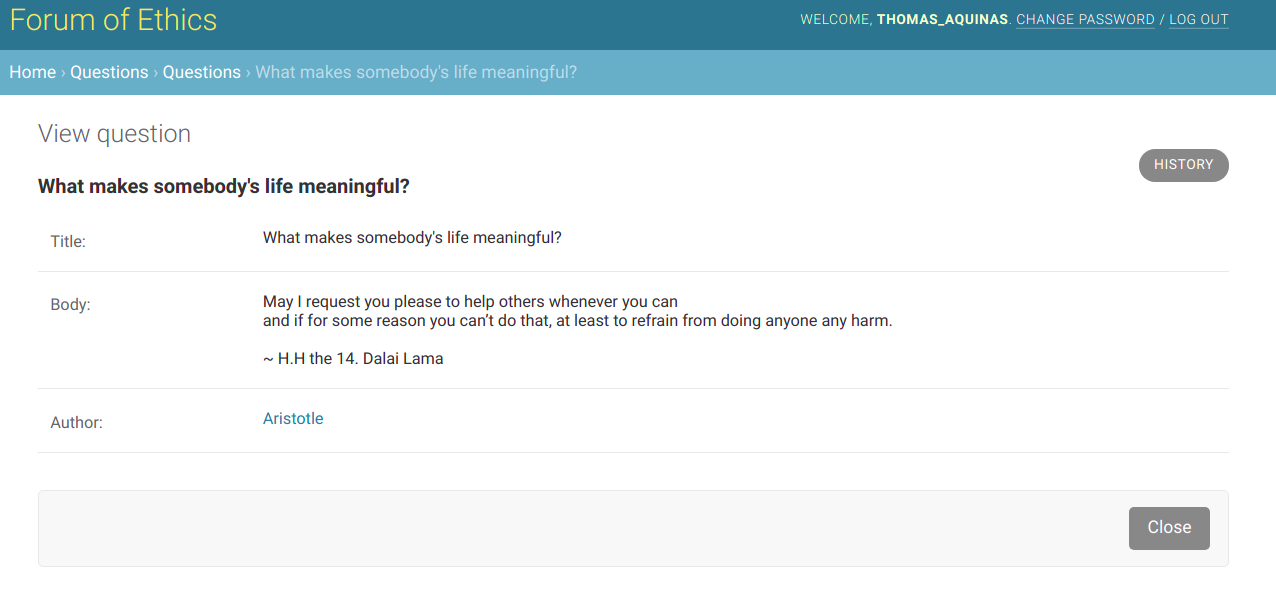 Forum of Ethics
WELCOME, THOMAS_AQUINAS. CHANGE PASSWORD / LOG OUT
Home › Questions › Questions › What makes somebody's life meaningful?
View question
HISTORY
What makes somebody's life meaningful?
Title:
What makes somebody's life meaningful?
Body:
May I request you please to help others whenever you can
and if for some reason you can’t do that, at least to refrain from doing anyone any harm.
~ H.H the 14. Dalai Lama
Author:
Aristotle
Close